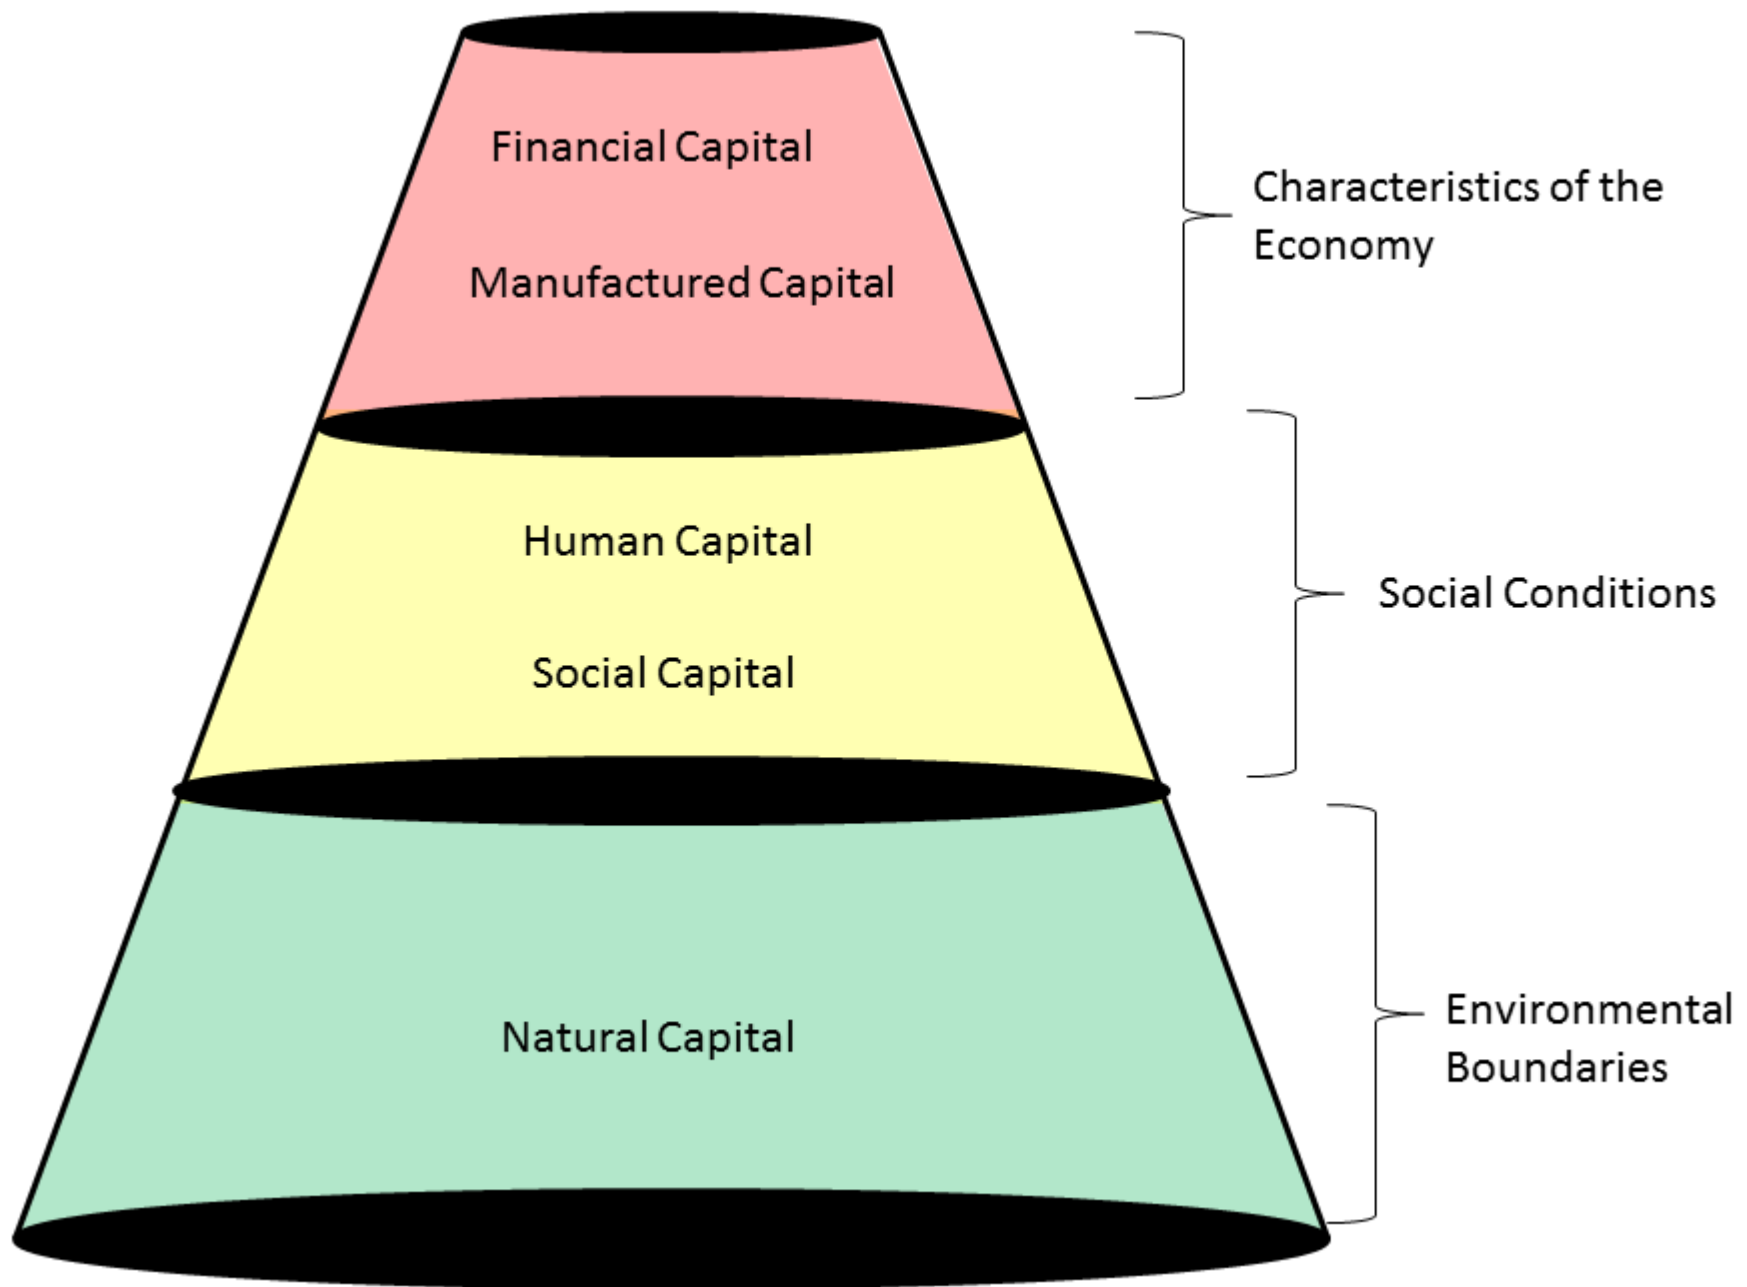 Financial Capital
Manufactured Capital
Characteristics of the
Economy
Human Capital
Social Capital
Social Conditions
Natural Capital
Environmental
Boundaries